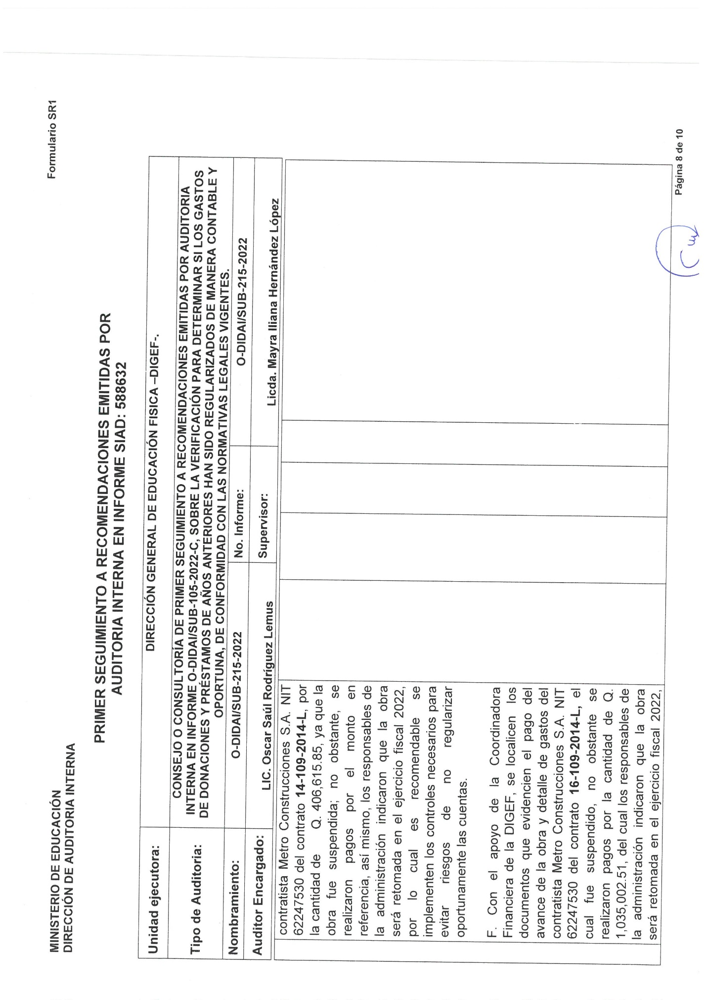 MINISTERIO DE EDUCACIÓN
DIRECCIÓN DE AUDITORIA INTERNA
Formulario SR1
PRIMER SEGUIMIENTO A RECOMENDACIONES EMITIDAS POR
AUDITORIA INTERNA EN INFORME SIAD: 588632
Unidad ejecutora:
DIRECCIÓN GENERAL DE EDUCACIÓN FISICA –DIGEF-.
Tipo de Auditoria:
CONSEJO O CONSULTORÍA DE PRIMER SEGUIMIENTO A RECOMENDACIONES EMITIDAS POR AUDITORIA
INTERNA EN INFORME O-DIDAI/SUB-105-2022-C, SOBRE LA VERIFICACIÓN PARA DETERMINAR SI LOS GASTOS
DE DONACIONES Y PRÉSTAMOS DE AÑOS ANTERIORES HAN SIDO REGULARIZADOS DE MANERA CONTABLE Y
OPORTUNA, DE CONFORMIDAD CON LAS NORMATIVAS LEGALES VIGENTES.
Nombramiento:
O-DIDAI/SUB-215-2022
No. Informe:
O-DIDAI/SUB-215-2022
Auditor Encargado:
LIC. Oscar Saúl Rodríguez Lemus
Supervisor:
Licda. Mayra Iliana Hernández López
contratista Metro Construcciones S.A. NIT
62247530 del contrato 14-109-2014-L, por
la cantidad de Q. 406,615.85, ya que la
obra fue suspendida; no obstante, se
realizaron pagos por el monto en
referencia, así mismo, los responsables de
la administración indicaron que la obra
será retomada en el ejercicio fiscal 2022,
por lo cual es recomendable se
implementen los controles necesarios para
evitar riesgos de no regularizar
oportunamente las cuentas.
F. Con el apoyo de la Coordinadora
Financiera de la DIGEF, se localicen los
documentos que evidencien el pago del
avance de la obra y detalle de gastos del
contratista Metro Construcciones S.A. NIT
62247530 del contrato 16-109-2014-L, el
cual fue suspendido, no obstante se
realizaron pagos por la cantidad de Q.
1,035,002.51, del cual los responsables de
la administración indicaron que la obra
será retomada en el ejercicio fiscal 2022,
Página 8 de 10